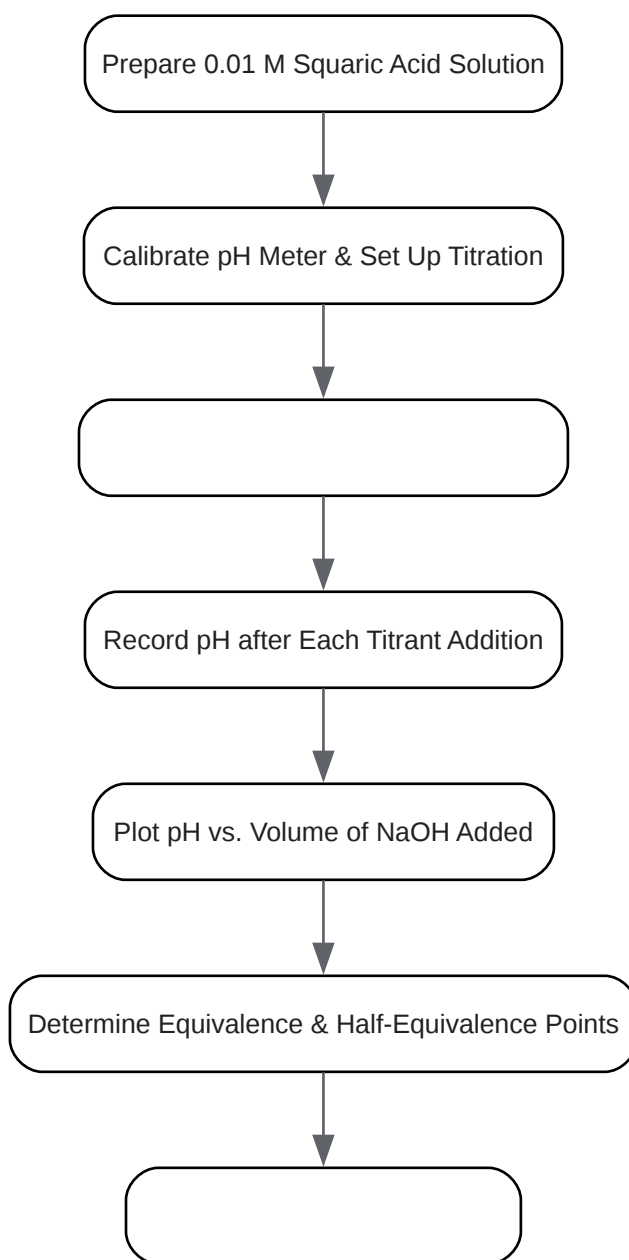 Prepare 0.01 M Squaric Acid Solution
Calibrate pH Meter & Set Up Titration
Record pH after Each Titrant Addition
Plot pH vs. Volume of NaOH Added
Determine Equivalence & Half-Equivalence Points